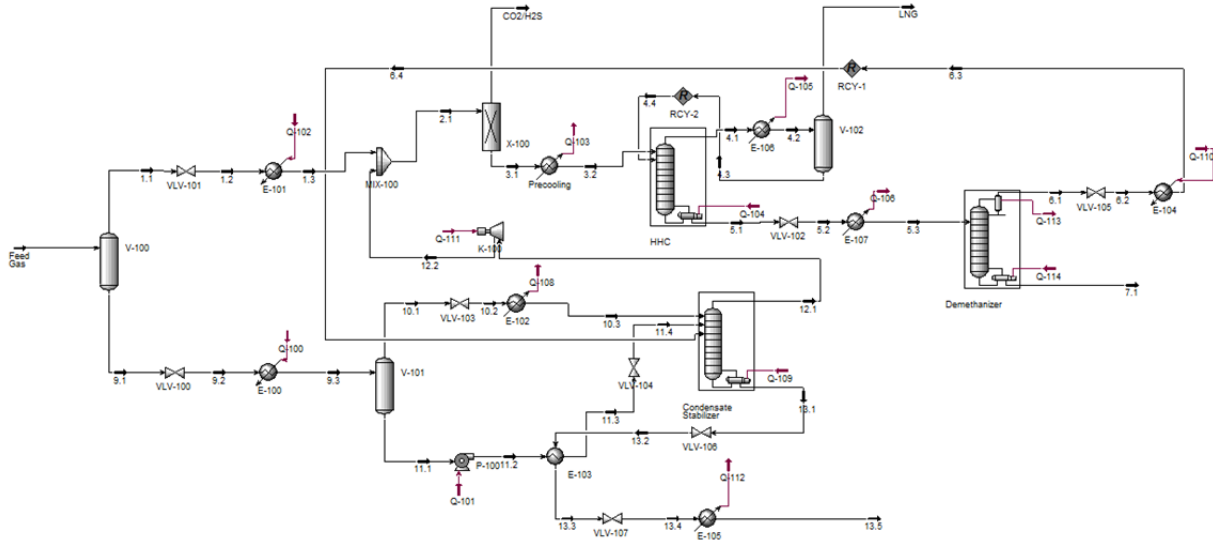 CO2/H2S
LNG
6.4
RCY-1
6.3
Q-105
4.4
RCY-2
2.1
4.1
E-106
4.2
V-102
Q-102
X-100
Q-103
Q-110
1.1
VLV-101
1.2
E-101
1.3
MIX-100
3.1
Precooling
3.2
4.3
Q-106
6.1
VLV-105
6.2
E-104
Q-104
Q-113
V-100
Q-111
K-100
HHC
5.1
VLV-102
5.2
E-107
5.3
Feed
Gas
12.2
Q-108
Q-114
12.1
7.1
Demethanizer
10.1
VLV-103
10.2
E-102
10.3
11.4
Q-100
9.1
VLV-100
9.2
E-100
9.3
V-101
VLV-104
Q-109
11.3
Condensate
Stabilizer
13.1
13.2
VLV-106
11.1
P-100
11.2
E-103
Q-101
Q-112
13.3
VLV-107
13.4
E-105
13.5